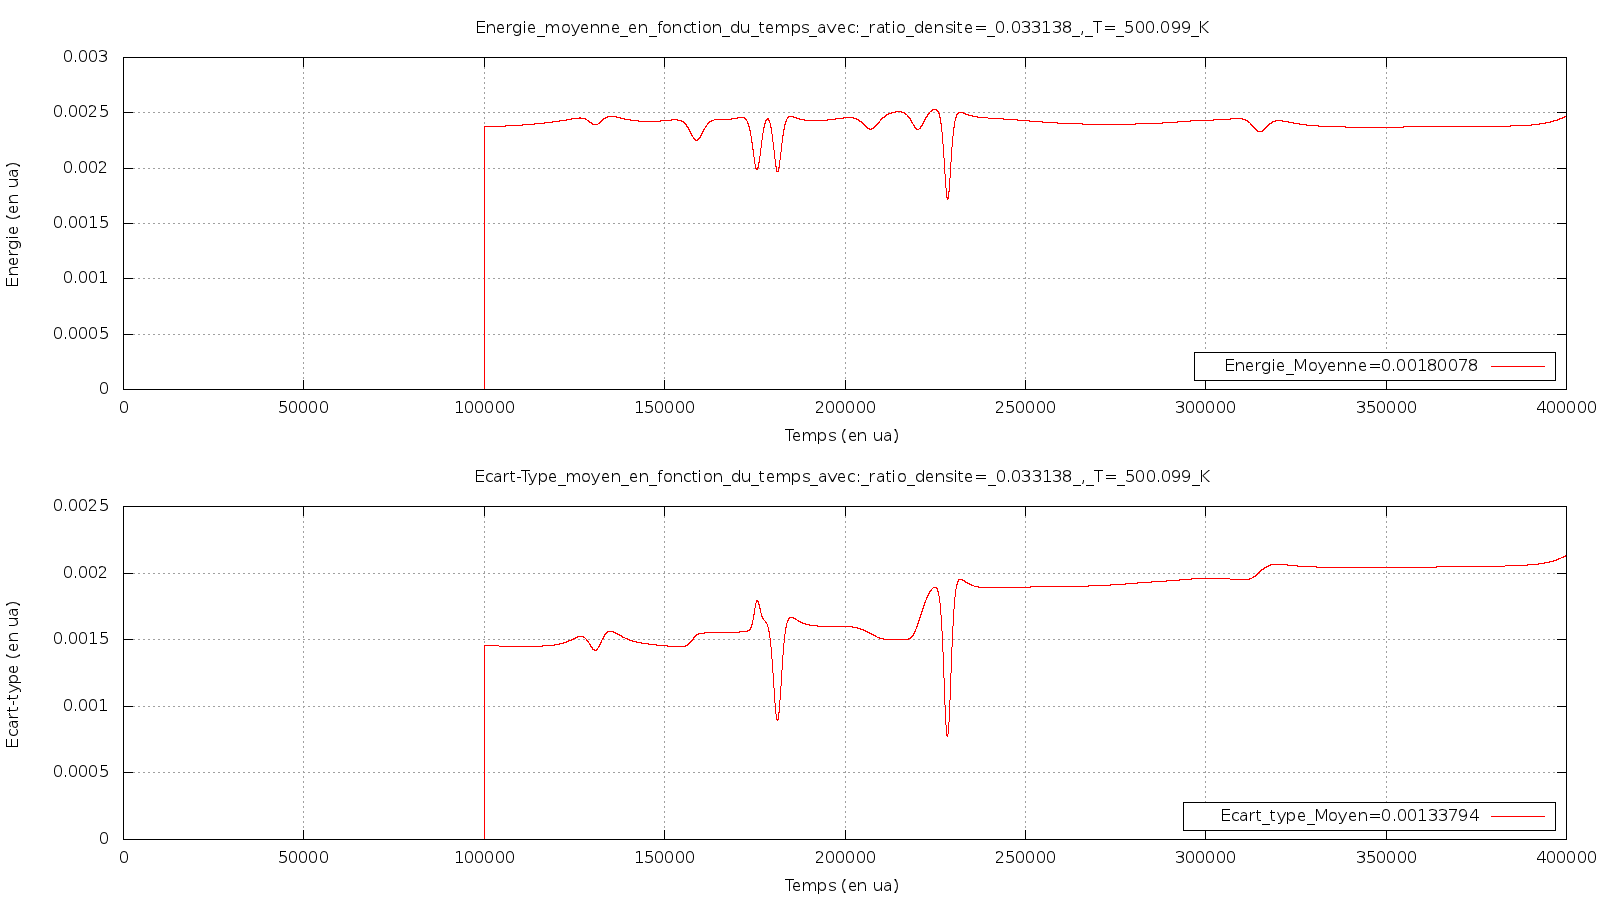 Energie_moyenne_en_fonction_du_temps_avec:_ratio_densite=_0.033138_,_T=_500.099_K
0.003
0.0025
0.002
0.0015
0.001
0.0005
0
Energie (en ua)
Energie_Moyenne=0.00180078
0 50000 100000 150000 200000 250000 300000 350000 400000
Temps (en ua)
Ecart-Type_moyen_en_fonction_du_temps_avec:_ratio_densite=_0.033138_,_T=_500.099_K
0.0025
0.002
0.0015
0.001
0.0005
0
Ecart-type (en ua)
Ecart_type_Moyen=0.00133794
0 50000 100000 150000 200000 250000 300000 350000 400000
Temps (en ua)